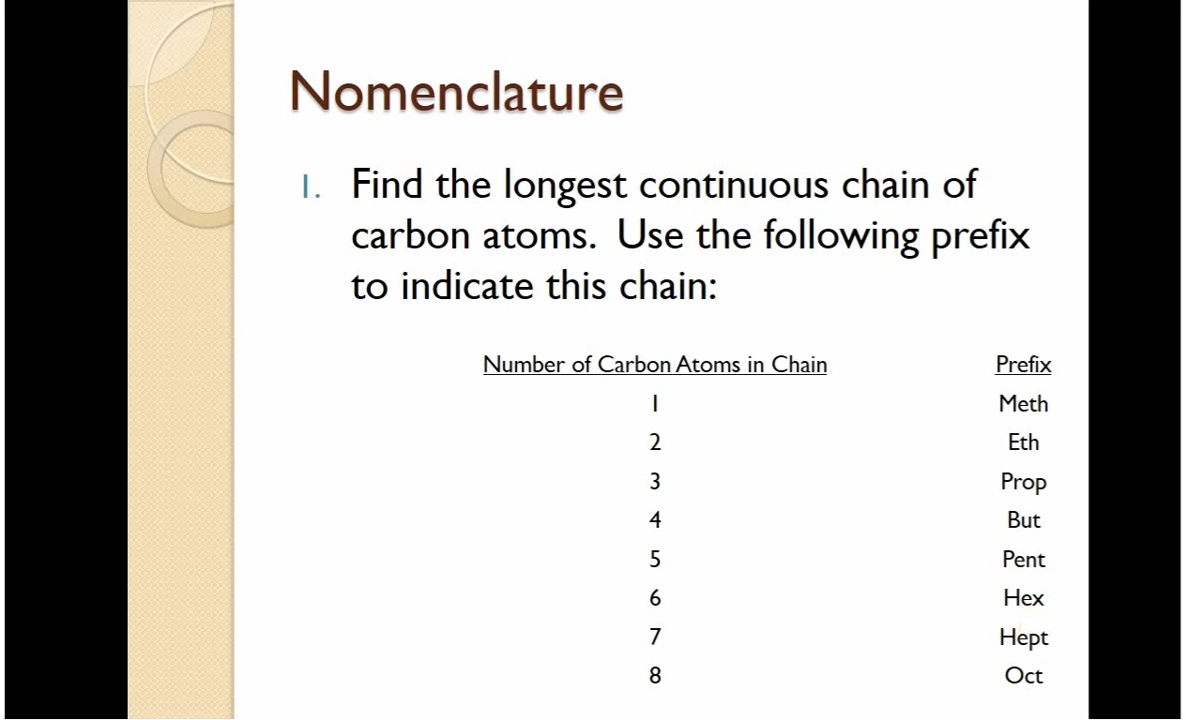 Nomenclature
1. Find the longest continuous chain of
carbon atoms. Use the following prefix
to indicate this chain:
Number of Carbon Atoms in Chain Prefix
1 Meth
2 Eth
3 Prop
4 But
5 Pent
6 Hex
7 Hept
8 Oct